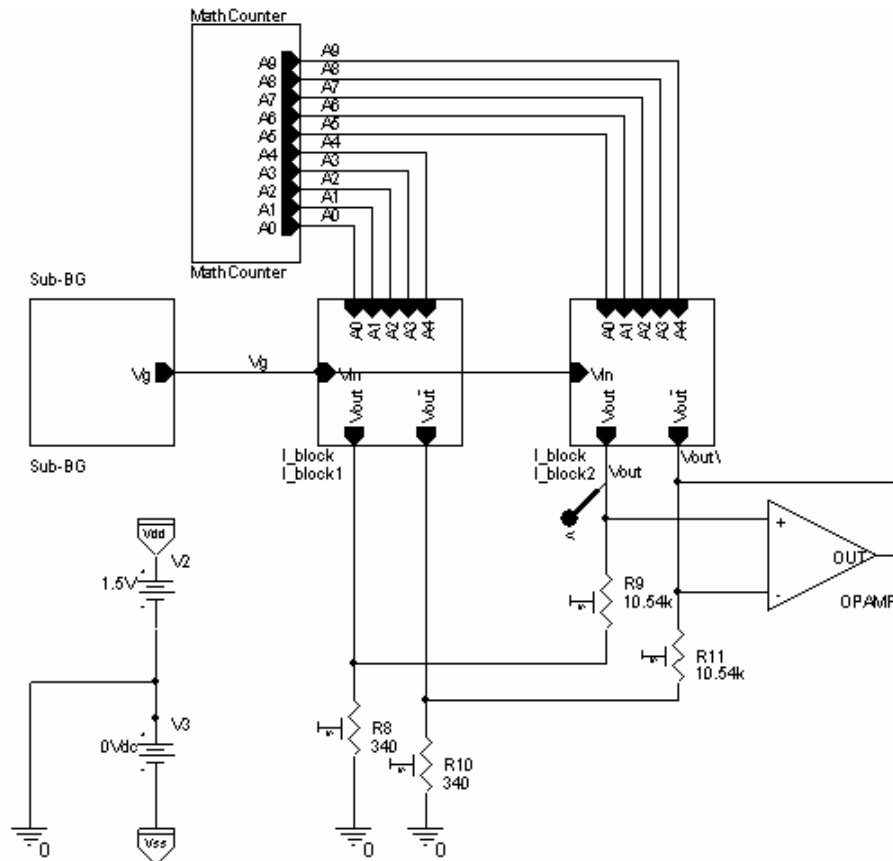 Math Counter
A9 A9
A8 A8
A7 A7
A6 A6
A5 A5
A4 A4
A3 A3
A2 A2
A1 A1
A0 A0
Math Counter
Sub-BG
Vg
Vg
Sub-BG
A0 A1 A2 A3 A4
Vin
Vout Vout'
I_block
I_block1
A0 A1 A2 A3 A4
Vin
Vout Vout'
I_block
I_block2
Vout
Vout\
+
-
OUT
OPAMP
R9
10.54k
R11
10.54k
R8
340
R10
340
Vdd
V2
1.5V
V3
0Vdc
Vss
0
0
0